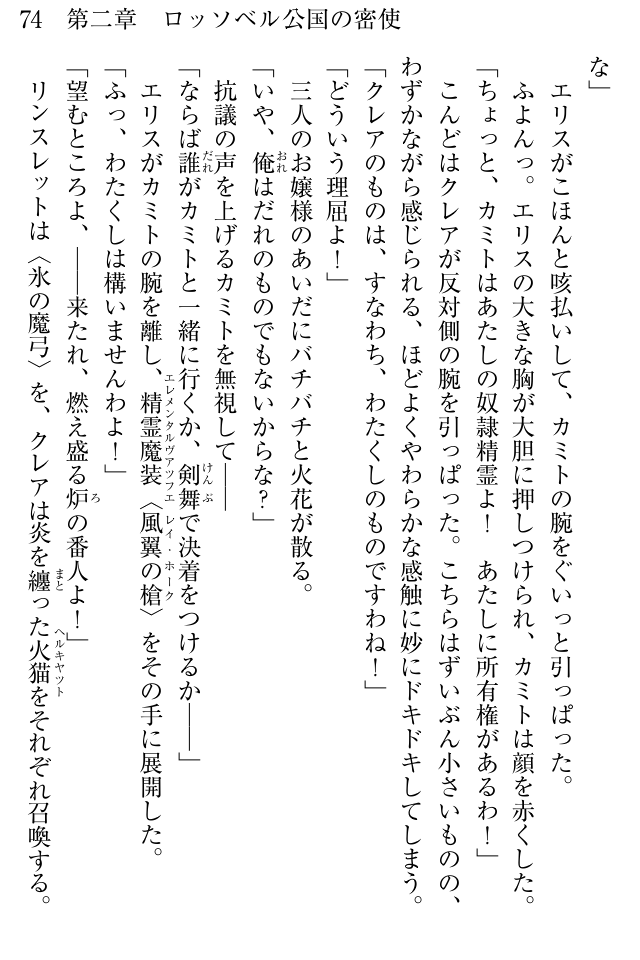 74　第二章　ロッソベル公国の密使
な」
　エリスがこほんと咳払いして、カミトの腕をぐいっと引っぱった。
　ふよんっ。エリスの大きな胸が大胆に押しつけられ、カミトは顔を赤くした。
「ちょっと、カミトはあたしの奴隷精霊よ！　あたしに所有権があるわ！」
　こんどはクレアが反対側の腕を引っぱった。こちらはずいぶん小さいものの、
わずかながら感じられる、ほどよくやわらかな感触に妙にドキドキしてしまう。
「クレアのものは、すなわち、わたくしのものですわね！」
「どういう理屈よ！」
　三人のお嬢様のあいだにバチバチと火花が散る。
「いや、俺はだれのものでもないからな？」
　抗議の声を上げるカミトを無視して――
「ならば誰がカミトと一緒に行くか、剣舞で決着をつけるか――」
　エリスがカミトの腕を離し、精霊魔装〈風翼の槍〉をその手に展開した。
「ふっ、わたくしは構いませんわよ！」
「望むところよ、――来たれ、燃え盛る炉の番人よ！」
　リンスレットは〈氷の魔弓〉を、クレアは炎を纏った火猫をそれぞれ召喚する。